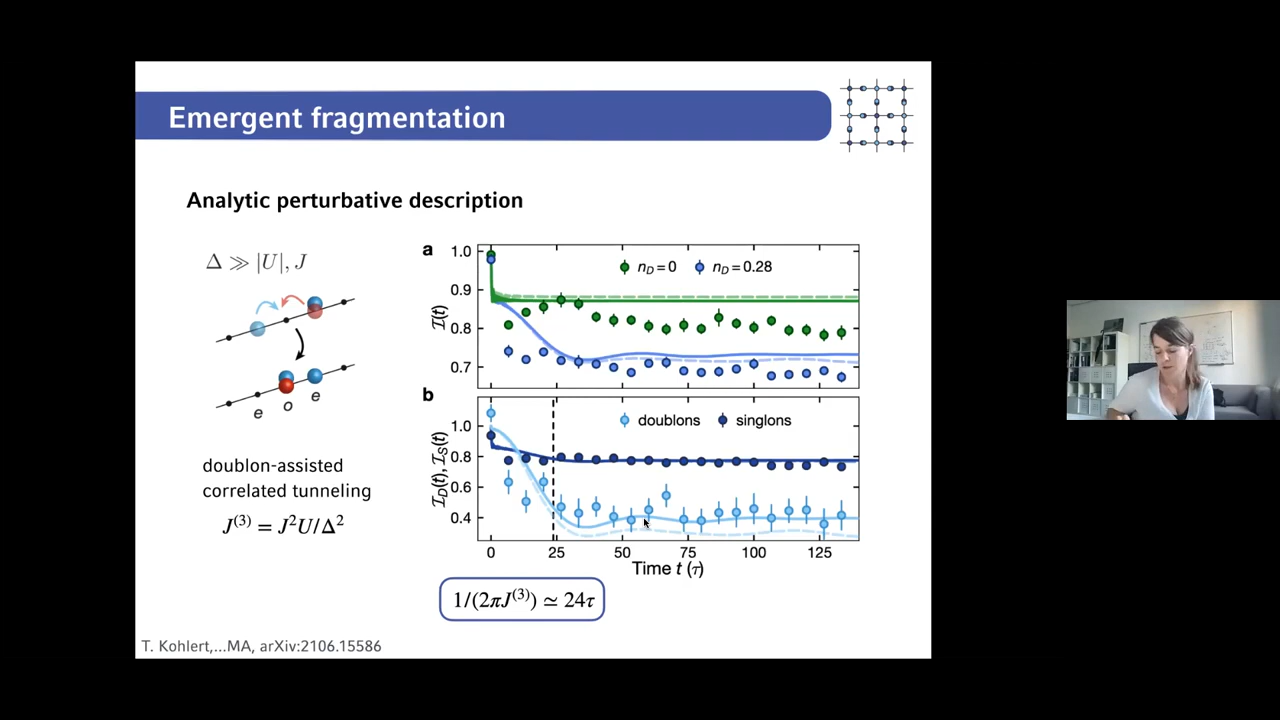 Emergent fragmentation
Analytic perturbative description
Δ ≫ |U|, J
e o e
doublon-assisted
correlated tunneling
J⁽³⁾ = J²U/Δ²
a
1.0
0.9
0.8
0.7
ℐ(t)
n_D = 0
n_D = 0.28
b
1.0
0.8
0.6
0.4
ℐ_D(t), ℐ_S(t)
doublons
singlons
0 25 50 75 100 125
Time t (τ)
1/(2πJ⁽³⁾) ≃ 24τ
T. Kohlert,...MA, arXiv:2106.15586